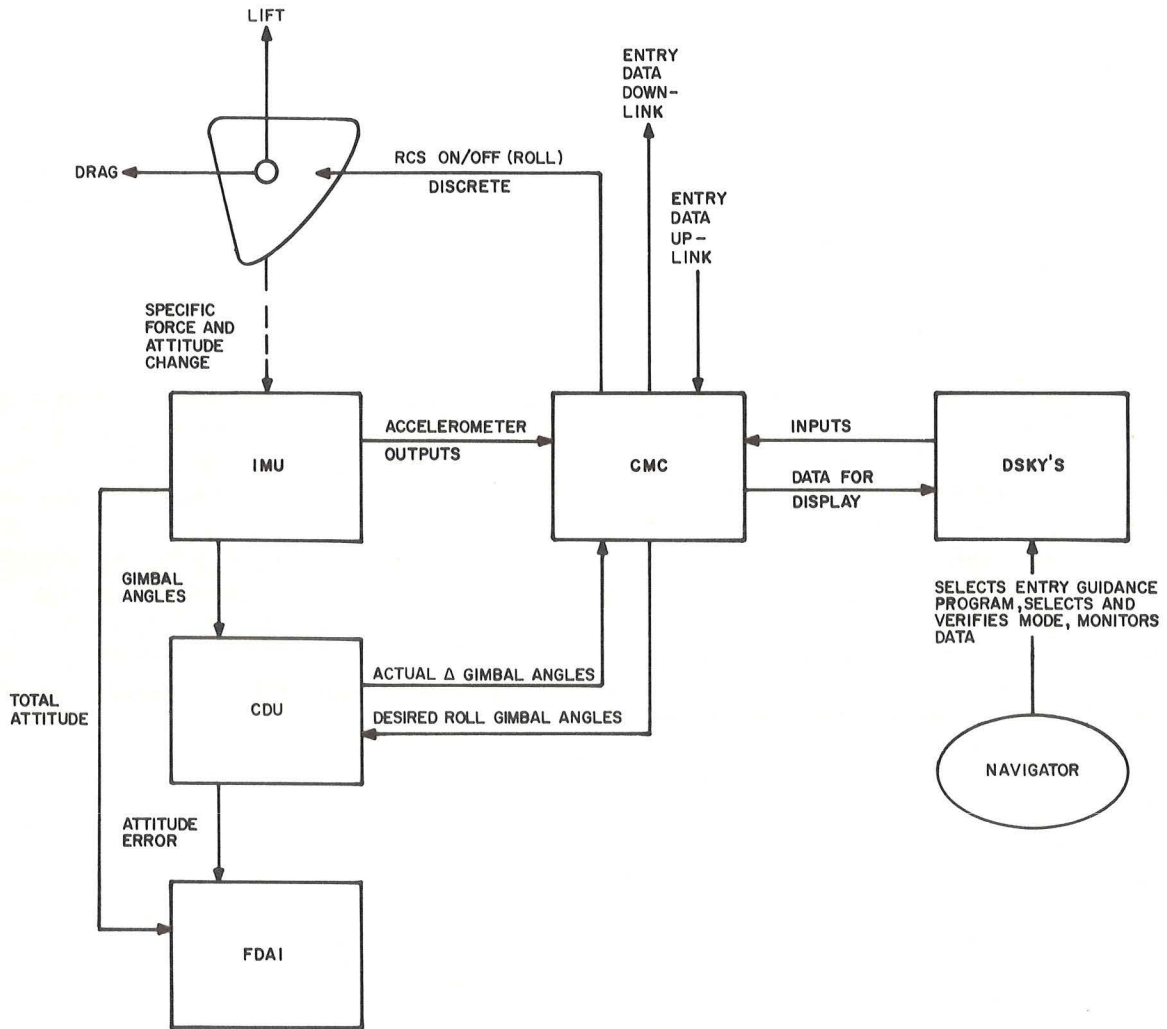 LIFT
DRAG
RCS ON/OFF (ROLL)
DISCRETE
ENTRY
DATA
DOWN-
LINK
ENTRY
DATA
UP-
LINK
SPECIFIC
FORCE AND
ATTITUDE
CHANGE
IMU
ACCELEROMETER
OUTPUTS
CMC
INPUTS
DATA FOR
DISPLAY
DSKY'S
GIMBAL
ANGLES
SELECTS ENTRY GUIDANCE
PROGRAM, SELECTS AND
VERIFIES MODE, MONITORS
DATA
TOTAL
ATTITUDE
CDU
ACTUAL Δ GIMBAL ANGLES
DESIRED ROLL GIMBAL ANGLES
NAVIGATOR
ATTITUDE
ERROR
FDAI